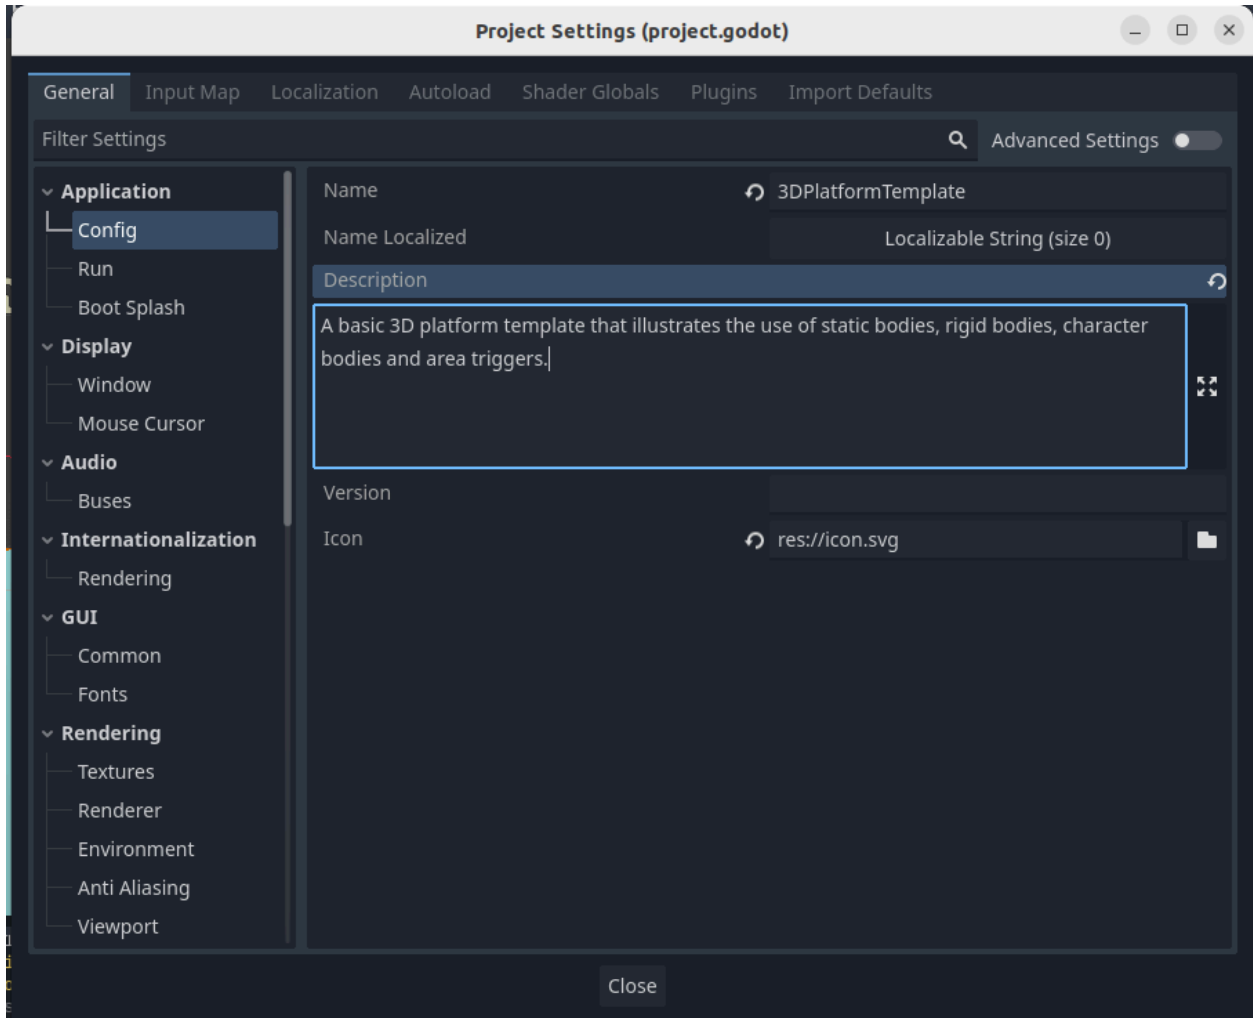 Project Settings (project.godot)
General Input Map Localization Autoload Shader Globals Plugins Import Defaults
Filter Settings Advanced Settings
Application
Config
Run
Boot Splash
Display
Window
Mouse Cursor
Audio
Buses
Internationalization
Rendering
GUI
Common
Fonts
Rendering
Textures
Renderer
Environment
Anti Aliasing
Viewport
Name 3DPlatformTemplate
Name Localized Localizable String (size 0)
Description
A basic 3D platform template that illustrates the use of static bodies, rigid bodies, character
bodies and area triggers.
Version
Icon res://icon.svg
Close